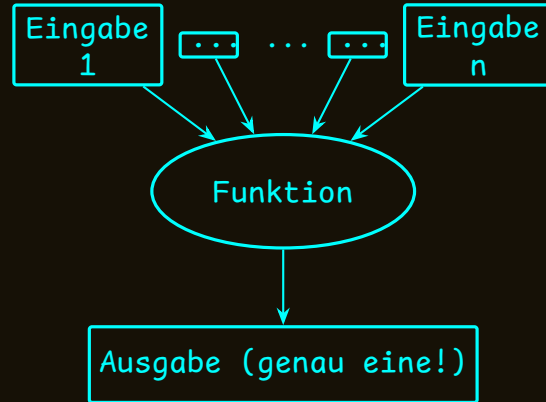 Eingabe
1
... ... ...
Eingabe
n
Funktion
Ausgabe (genau eine!)